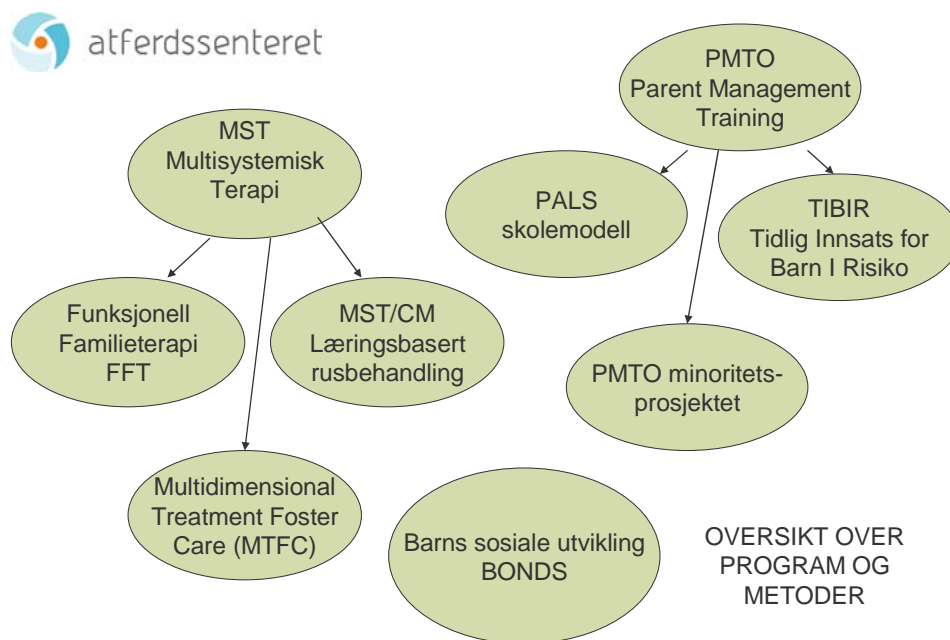 atferdssenteret
PMTO
Parent Management
Training
MST
Multisystemisk
Terapi
PALS
skolemodell
TIBIR
Tidlig Innsats for
Barn I Risiko
Funksjonell
Familieterapi
FFT
MST/CM
Læringsbasert
rusbehandling
PMTO minoritets-
prosjektet
Multidimensional
Treatment Foster
Care (MTFC)
Barns sosiale utvikling
BONDS
OVERSIKT OVER
PROGRAM OG
METODER